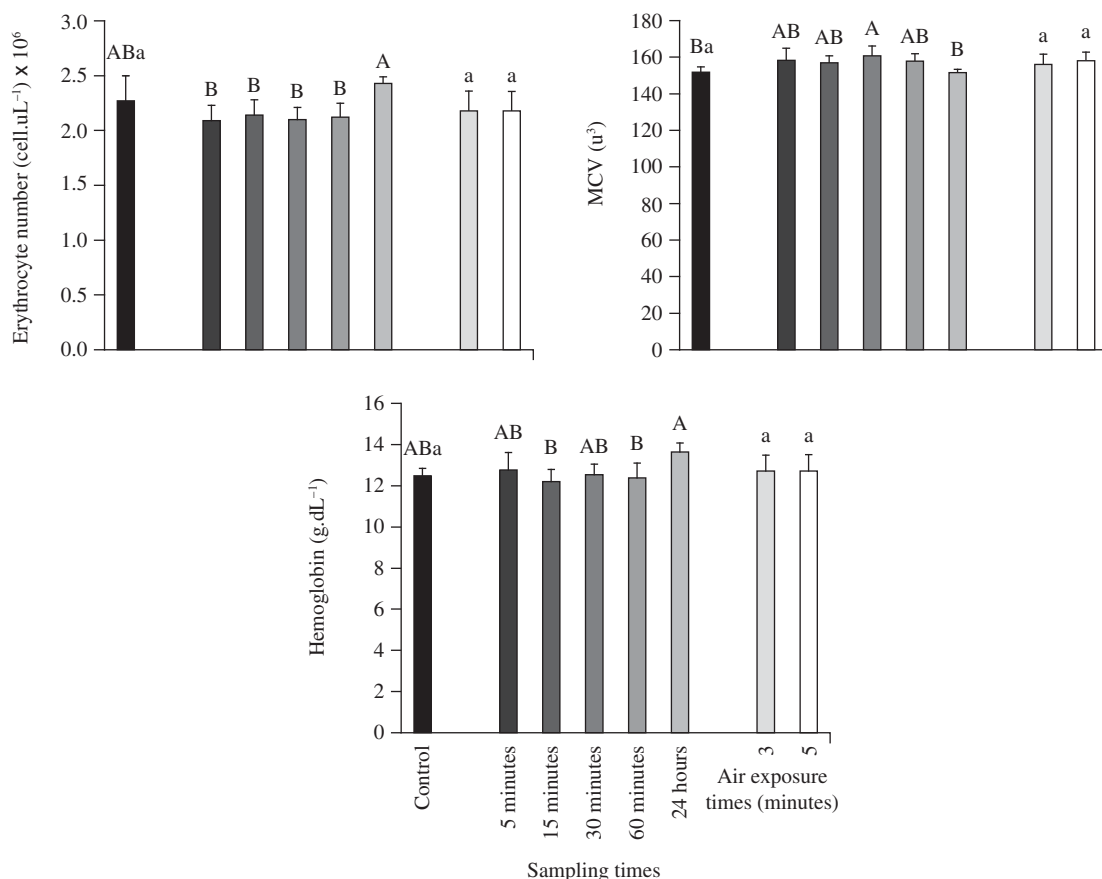 Erythrocyte number (cell.uL⁻¹) x 10⁶
3.0
2.5
2.0
1.5
1.0
0.5
0.0
ABa
B
B
B
B
A
a
a
MCV (u³)
180
160
140
120
100
80
60
40
20
0
Ba
AB
AB
A
AB
B
a
a
Hemoglobin (g.dL⁻¹)
16
14
12
10
8
6
4
2
0
ABa
AB
B
AB
B
A
a
a
Control
5 minutes
15 minutes
30 minutes
60 minutes
24 hours
3
5
Air exposure
times (minutes)
Sampling times